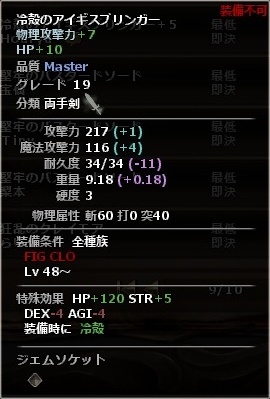 装備不可
冷殻のアイギスブリンガー
物理攻撃力+7
HP+10
品質 Master
グレード 19
分類 両手剣
攻撃力 217 (+1)
魔法攻撃力 116 (+4)
耐久度 34/34 (-11)
重量 9.18 (+0.18)
硬度 3
物理属性 斬60 打0 突40
装備条件 全種族
FIG CLO
Lv 48～
9/10
特殊効果 HP+120 STR+5
DEX-4 AGI-4
装備時に 冷殻
ジェムソケット